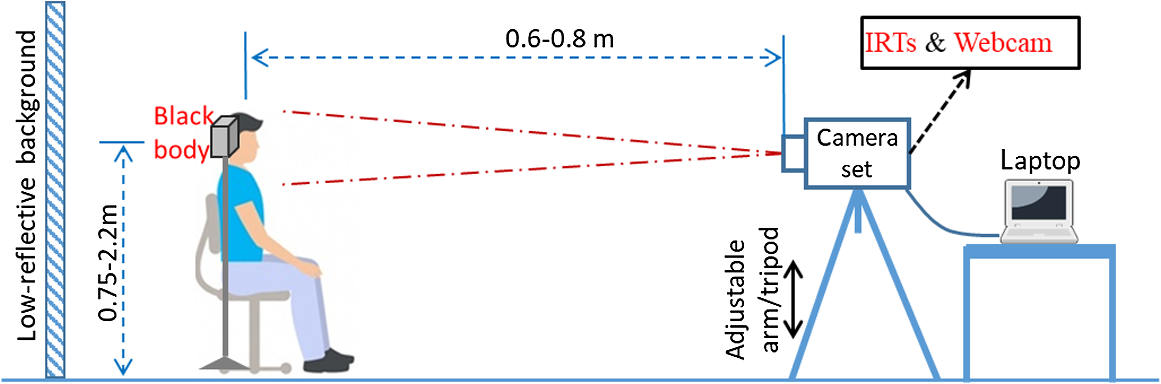 Low-reflective background
0.6-0.8 m
IRTs & Webcam
Black
body
Camera
set
Laptop
0.75-2.2m
Adjustable
arm/tripod